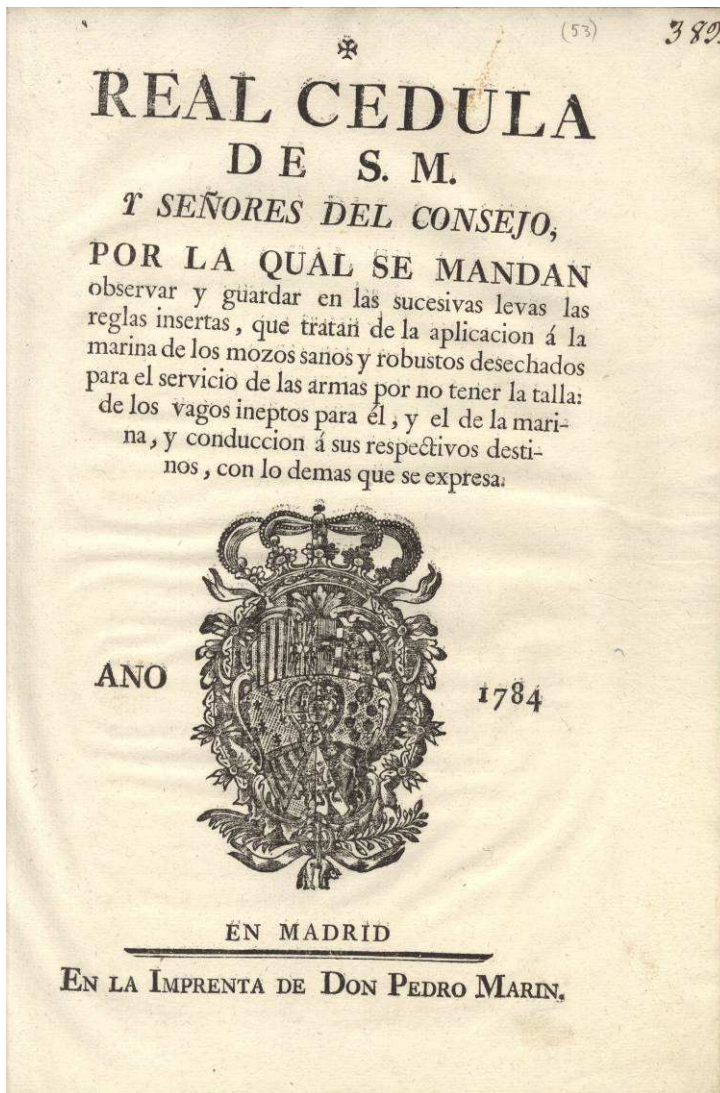 (53)
389
✠
REAL CEDULA
DE S. M.
Y SEÑORES DEL CONSEJO,
POR LA QUAL SE MANDAN
observar y guardar en las sucesivas levas las
reglas insertas, que tratan de la aplicacion á la
marina de los mozos sanos y robustos desechados
para el servicio de las armas por no tener la talla:
de los vagos ineptos para él, y el de la mari-
na, y conduccion á sus respectivos desti-
nos, con lo demas que se expresa.
ANO 1784
EN MADRID
EN LA IMPRENTA DE DON PEDRO MARIN.